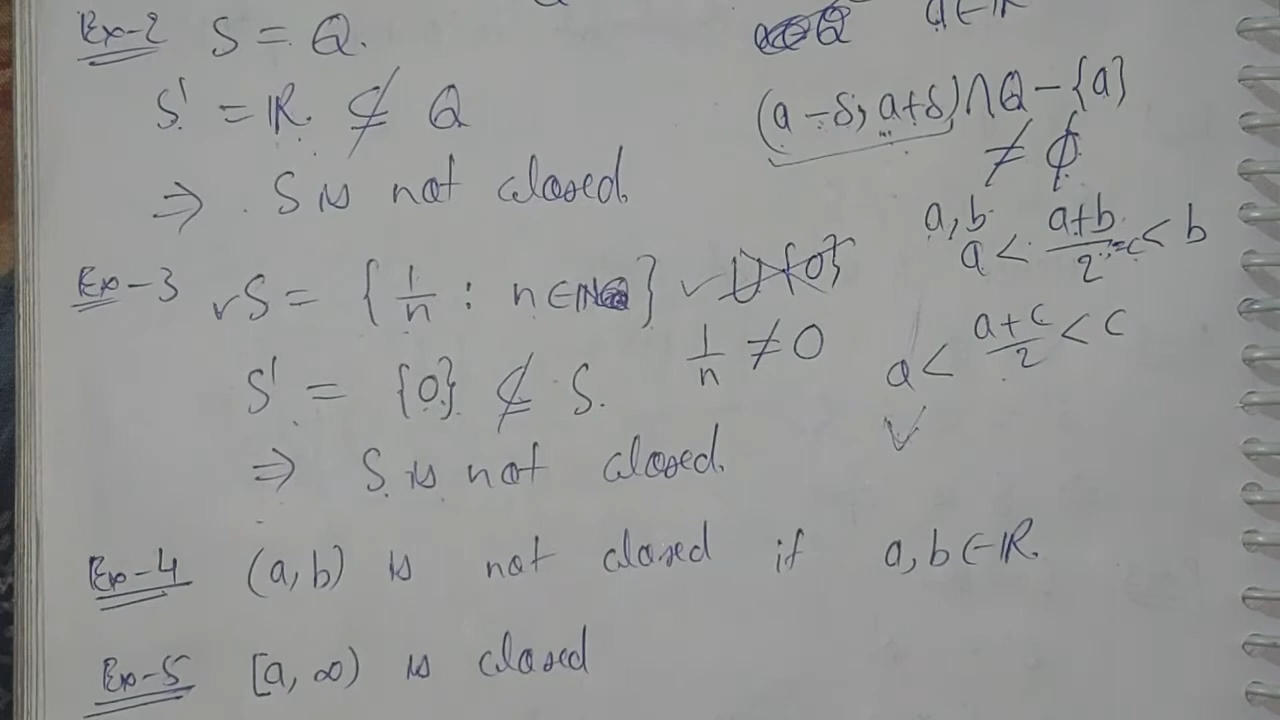 Ex-2 S = Q.
S' = ℝ. ⊄ Q
⇒ S is not closed.
a ∈ ℝ
(a-δ, a+δ) ∩ Q - {a}
≠ ϕ
a, b
a < a+b/2 = c < b
a < a+c/2 < c
Ex-3 S = { 1/n : n ∈ ℕ }
1/n ≠ 0
S' = {0} ⊄ S.
⇒ S is not closed.
Ex-4 (a, b) is not closed if a, b ∈ ℝ.
Ex-5 [a, ∞) is closed